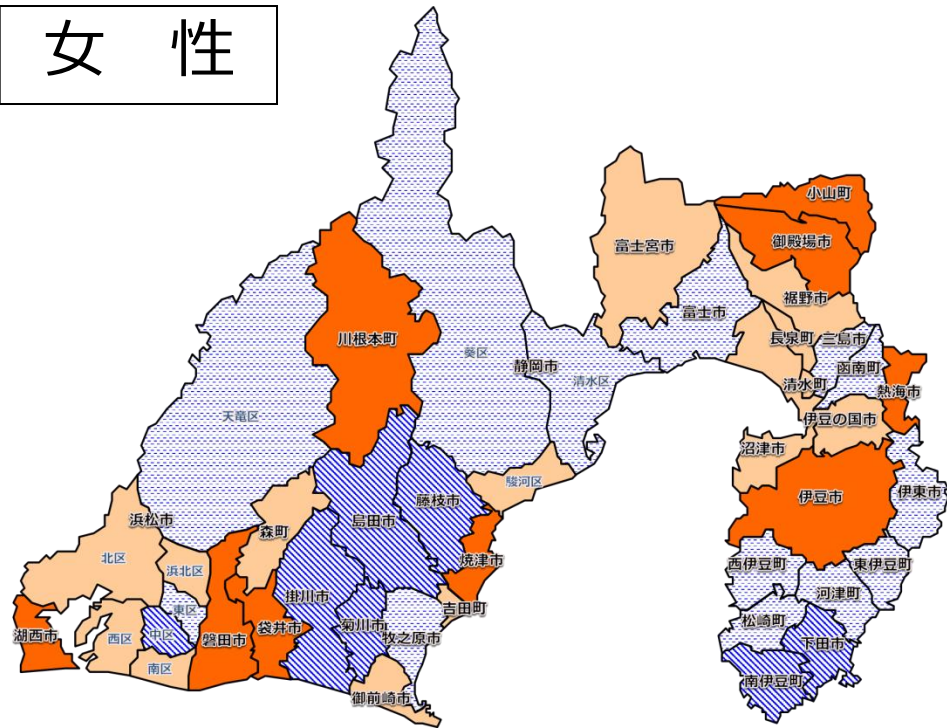 女 性
小山町
御殿場市
富士宮市
裾野市
富士市
長泉町
三島市
川根本町
函南町
葵区
静岡市
清水区
清水町
熱海市
天竜区
伊豆の国市
沼津市
駿河区
伊東市
藤枝市
伊豆市
浜松市
島田市
森町
北区
焼津市
西伊豆町
東伊豆町
浜北区
掛川市
河津町
東区
吉田町
松崎町
湖西市
西区
中区
磐田市
袋井市
菊川市
牧之原市
下田市
南区
南伊豆町
御前崎市